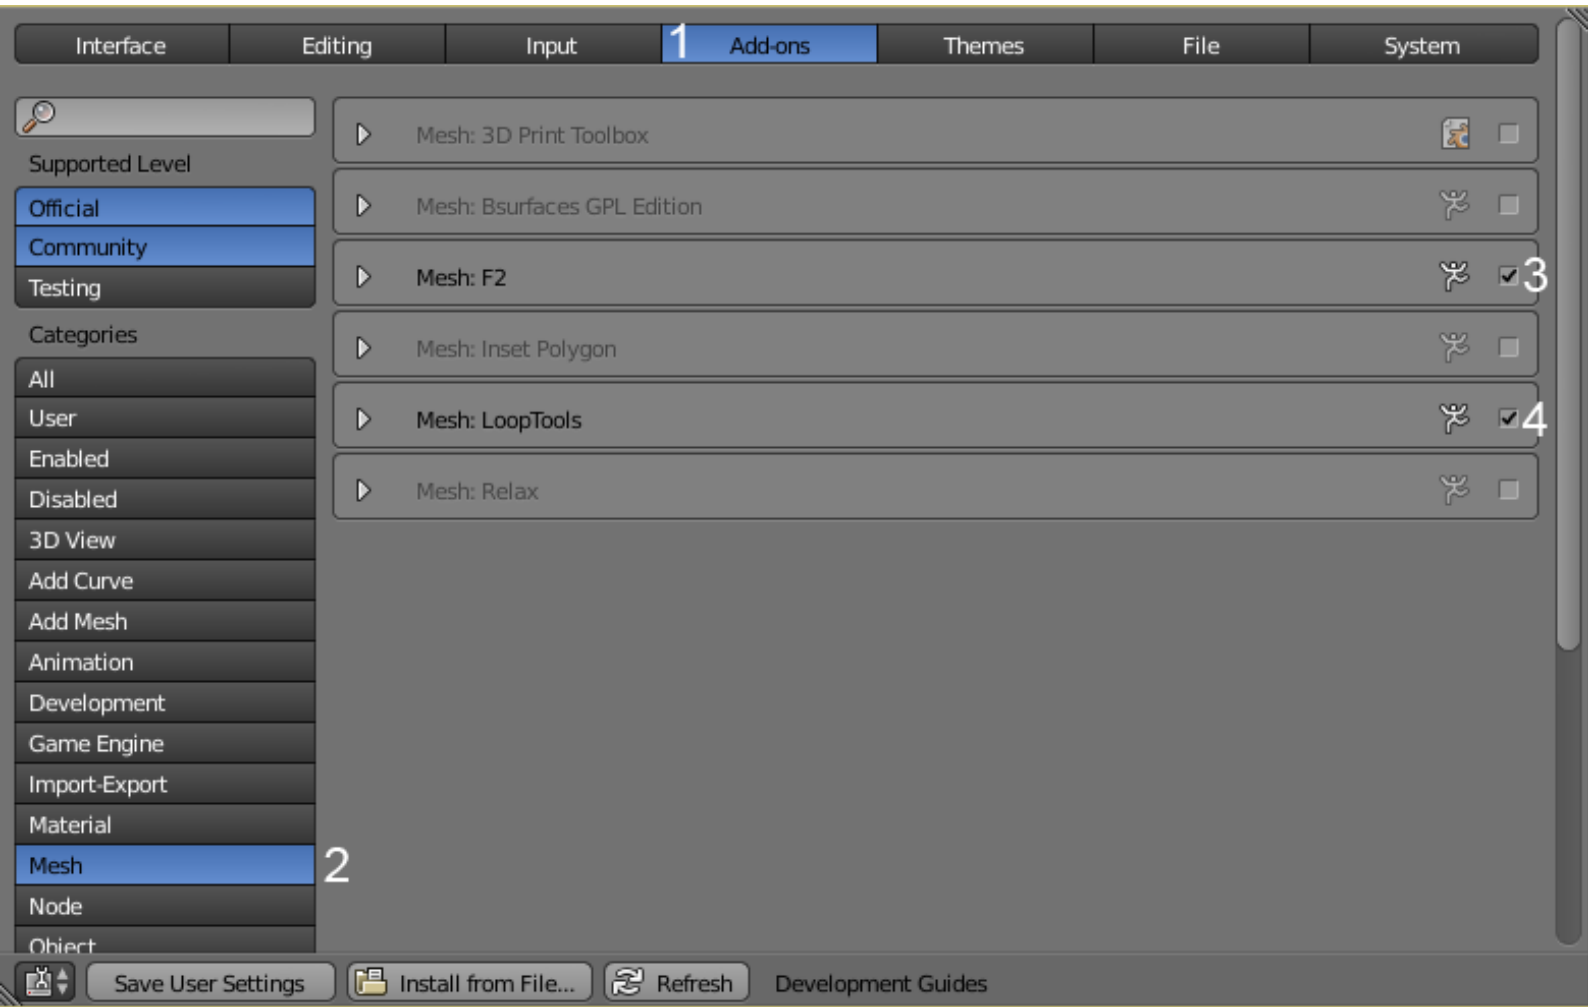 Interface Editing Input 1 Add-ons Themes File System
Supported Level
Official
Community
Testing
Categories
All
User
Enabled
Disabled
3D View
Add Curve
Add Mesh
Animation
Development
Game Engine
Import-Export
Material
Mesh 2
Node
Object
Mesh: 3D Print Toolbox
Mesh: Bsurfaces GPL Edition
Mesh: F2 3
Mesh: Inset Polygon
Mesh: LoopTools 4
Mesh: Relax
Save User Settings Install from File... Refresh Development Guides